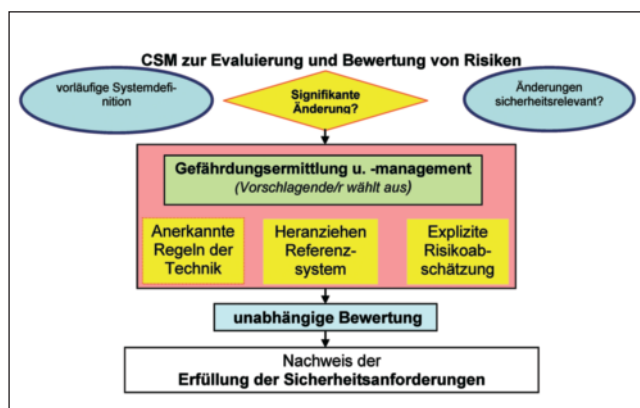 CSM zur Evaluierung und Bewertung von Risiken
vorläufige Systemdefi-
nition
Signifikante
Änderung?
Änderungen
sicherheitsrelevant?
Gefährdungsermittlung u. -management
(Vorschlagende/r wählt aus)
Anerkannte
Regeln der
Technik
Heranziehen
Referenz-
system
Explizite
Risikoab-
schätzung
unabhängige Bewertung
Nachweis der
Erfüllung der Sicherheitsanforderungen